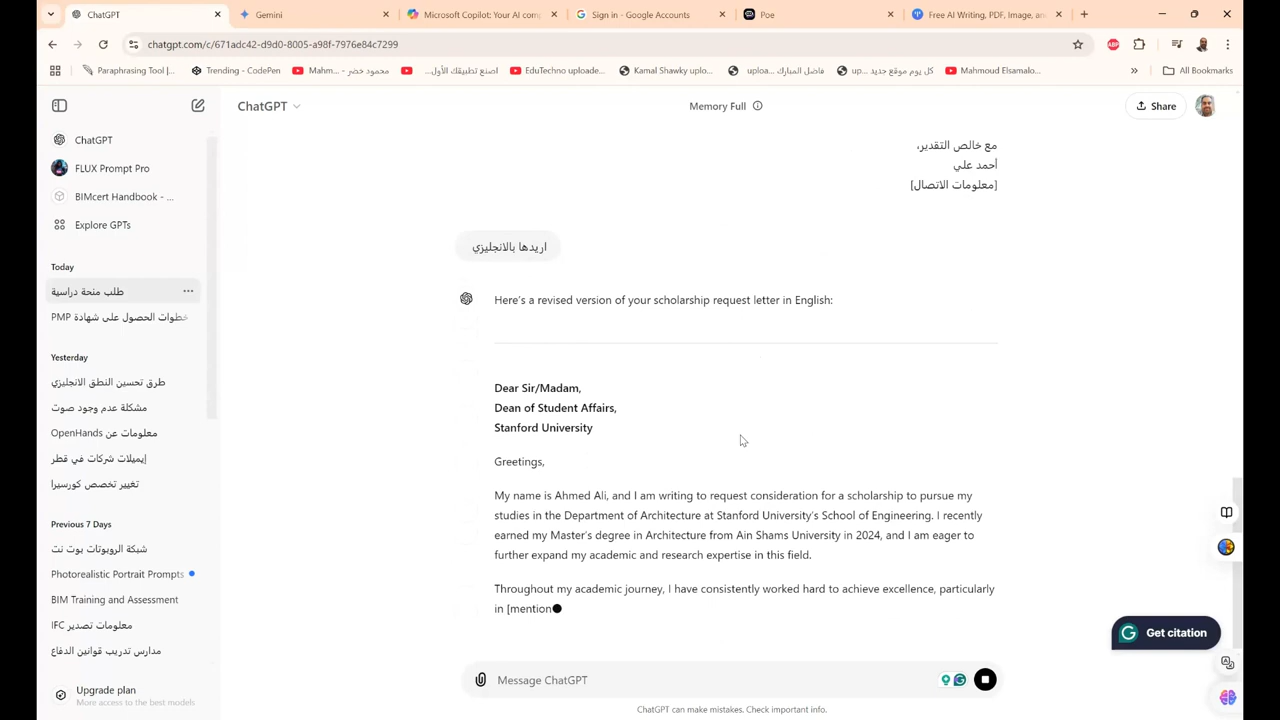 ChatGPT
Gemini
Microsoft Copilot: Your AI com
Sign in - Google Accounts
Poe
Free AI Writing, PDF, Image, an
chatgpt.com/c/671adc42-d9d0-8005-a98f-7976e84c7299
Paraphrasing Tool |...
Trending - CodePen
Mahm... - محمود خضر
اصنع تطبيقك الأول...
EduTechno uploade...
Kamal Shawky uplo...
uploa... فاضل المبارك
up... كل يوم موقع جديد
Mahmoud Elsamalo...
All Bookmarks
ChatGPT
Memory Full
Share
ChatGPT
FLUX Prompt Pro
BIMcert Handbook - ...
Explore GPTs
Today
طلب منحة دراسية
خطوات الحصول على شهادة PMP
Yesterday
طرق تحسين النطق الانجليزي
مشكلة عدم وجود صوت
معلومات عن OpenHands
إيميلات شركات في قطر
تغيير تخصص كورسيرا
Previous 7 Days
شبكة الروبوتات بوت نت
Photorealistic Portrait Prompts
BIM Training and Assessment
معلومات تصدير IFC
مدارس تدريب قوانين الدفاع
Upgrade plan
More access to the best models
مع خالص التقدير،
أحمد علي
[معلومات الاتصال]
اريدها بالانجليزي
Here's a revised version of your scholarship request letter in English:
Dear Sir/Madam,
Dean of Student Affairs,
Stanford University
Greetings,
My name is Ahmed Ali, and I am writing to request consideration for a scholarship to pursue my
studies in the Department of Architecture at Stanford University's School of Engineering. I recently
earned my Master's degree in Architecture from Ain Shams University in 2024, and I am eager to
further expand my academic and research expertise in this field.
Throughout my academic journey, I have consistently worked hard to achieve excellence, particularly
in [mention
Get citation
Message ChatGPT
ChatGPT can make mistakes. Check important info.